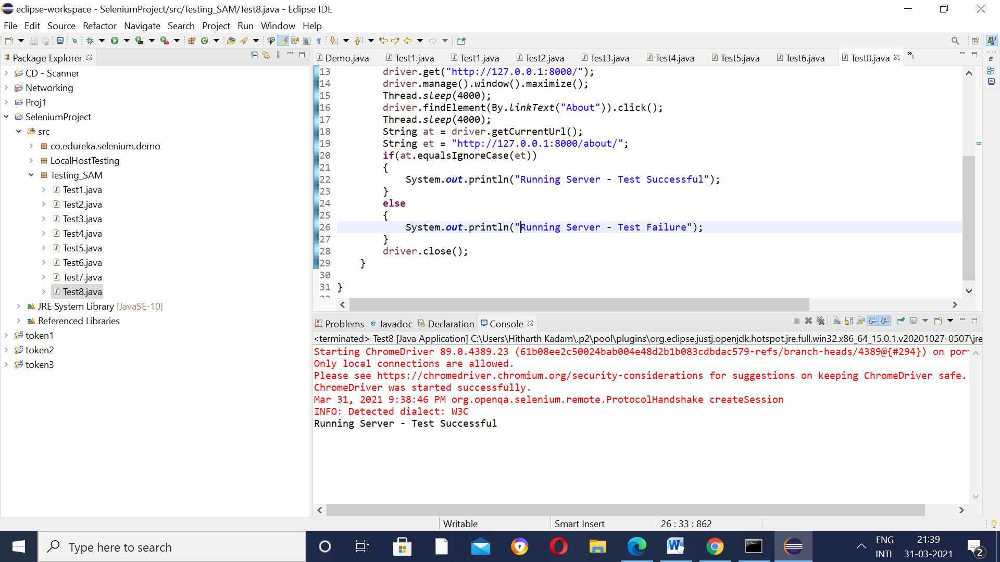 eclipse-workspace - SeleniumProject/src/Testing_SAM/Test8.java - Eclipse IDE
File Edit Source Refactor Navigate Search Project Run Window Help
Package Explorer
CD - Scanner
Networking
Proj1
SeleniumProject
src
co.edureka.selenium.demo
LocalHostTesting
Testing_SAM
Test1.java
Test2.java
Test3.java
Test4.java
Test5.java
Test6.java
Test7.java
Test8.java
JRE System Library [JavaSE-10]
Referenced Libraries
token1
token2
token3
Demo.java Test1.java Test1.java Test2.java Test3.java Test4.java Test5.java Test6.java Test8.java »1
13 driver.get("http://127.0.0.1:8000/");
14 driver.manage().window().maximize();
15 Thread.sleep(4000);
16 driver.findElement(By.linkText("About")).click();
17 Thread.sleep(4000);
18 String at = driver.getCurrentUrl();
19 String et = "http://127.0.0.1:8000/about/";
20 if(at.equalsIgnoreCase(et))
21 {
22 System.out.println("Running Server - Test Successful");
23 }
24 else
25 {
26 System.out.println("Running Server - Test Failure");
27 }
28 driver.close();
29 }
30
31 }
Problems @ Javadoc Declaration Console
<terminated> Test8 [Java Application] C:\Users\Hitharth Kadam\.p2\pool\plugins\org.eclipse.justj.openjdk.hotspot.jre.full.win32.x86_64_15.0.1.v20201027-0507\jre
Starting ChromeDriver 89.0.4389.23 (61b08ee2c50024bab004e48d2b1b083cdbdac579-refs/branch-heads/4389@{#294}) on por
Only local connections are allowed.
Please see https://chromedriver.chromium.org/security-considerations for suggestions on keeping ChromeDriver safe.
ChromeDriver was started successfully.
Mar 31, 2021 9:38:46 PM org.openqa.selenium.remote.ProtocolHandshake createSession
INFO: Detected dialect: W3C
Running Server - Test Successful
Writable Smart Insert 26 : 33 : 862
Type here to search
ENG
INTL
21:39
31-03-2021
2